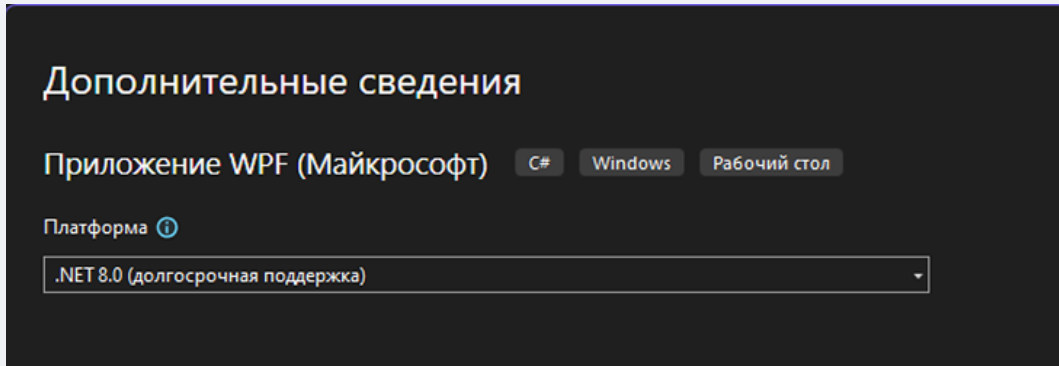 Дополнительные сведения
Приложение WPF (Майкрософт) C# Windows Рабочий стол
Платформа
.NET 8.0 (долгосрочная поддержка)